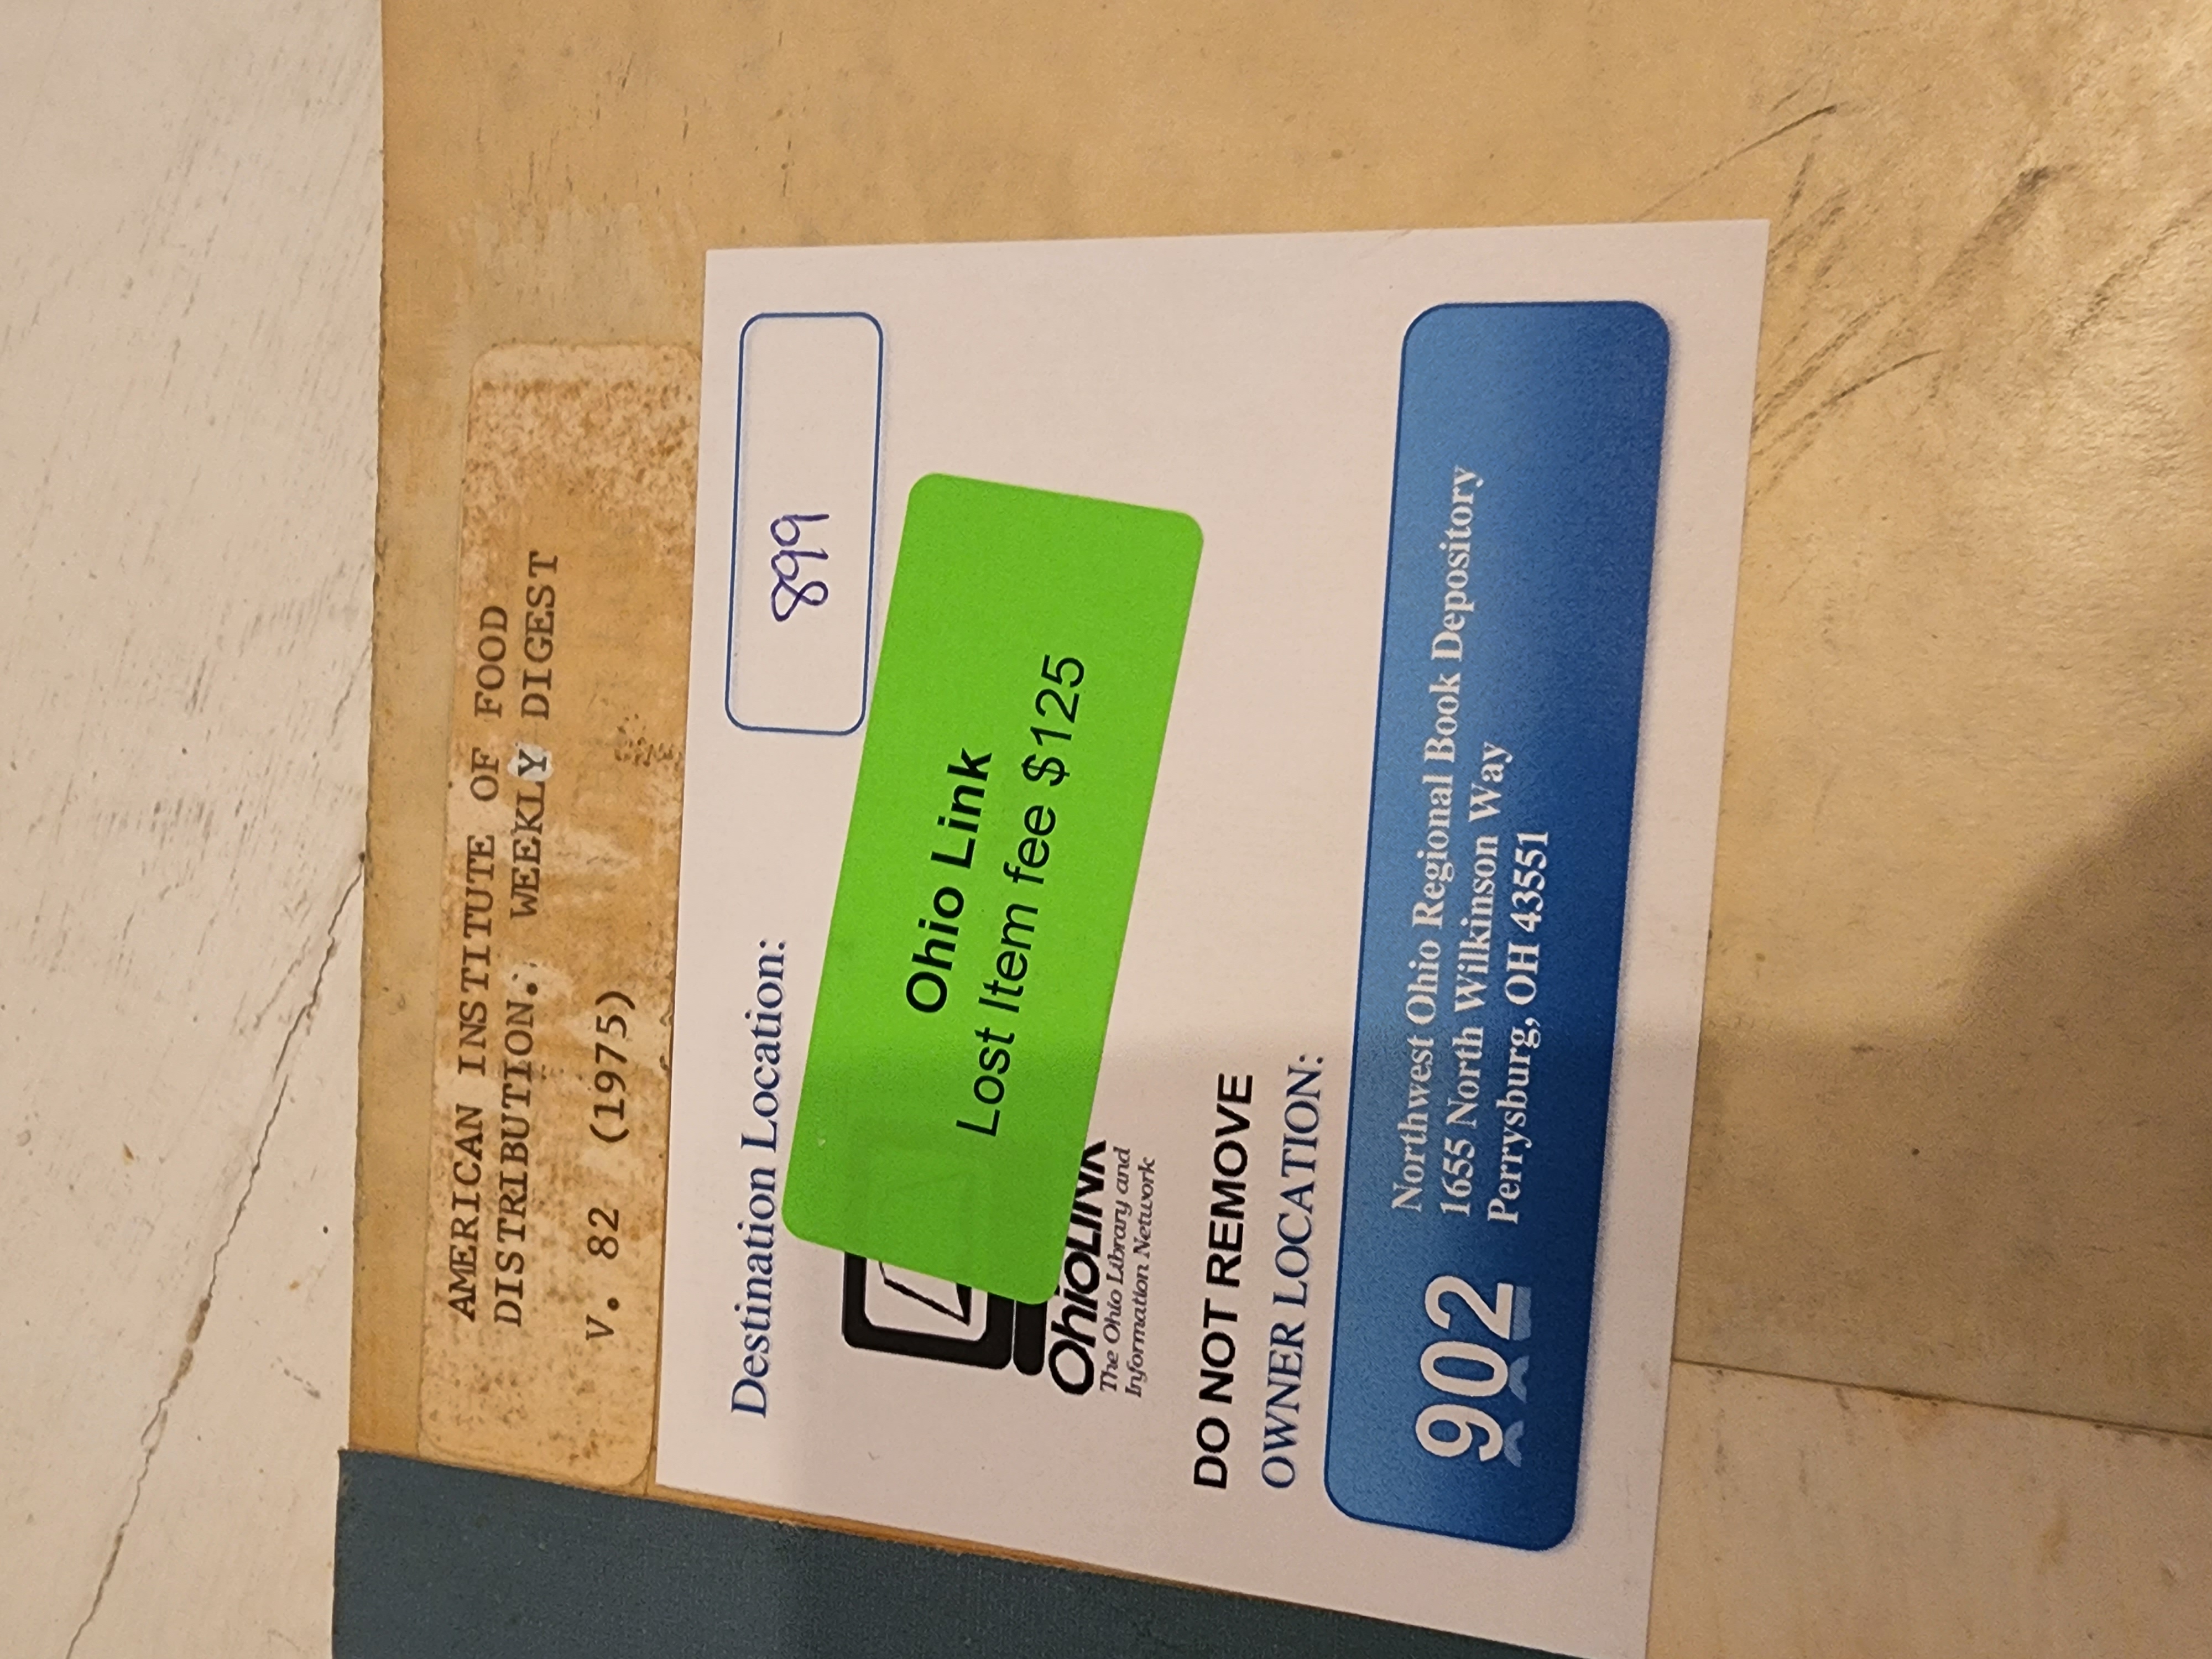 AMERICAN INSTITUTE OF FOOD
DISTRIBUTION. WEEKLY DIGEST
V. 82 (1975)
Destination Location:
899
Ohio Link
Lost Item fee $125
OhioLINK
The Ohio Library and
Information Network
DO NOT REMOVE
OWNER LOCATION:
902
Northwest Ohio Regional Book Depository
1655 North Wilkinson Way
Perrysburg, OH 43551